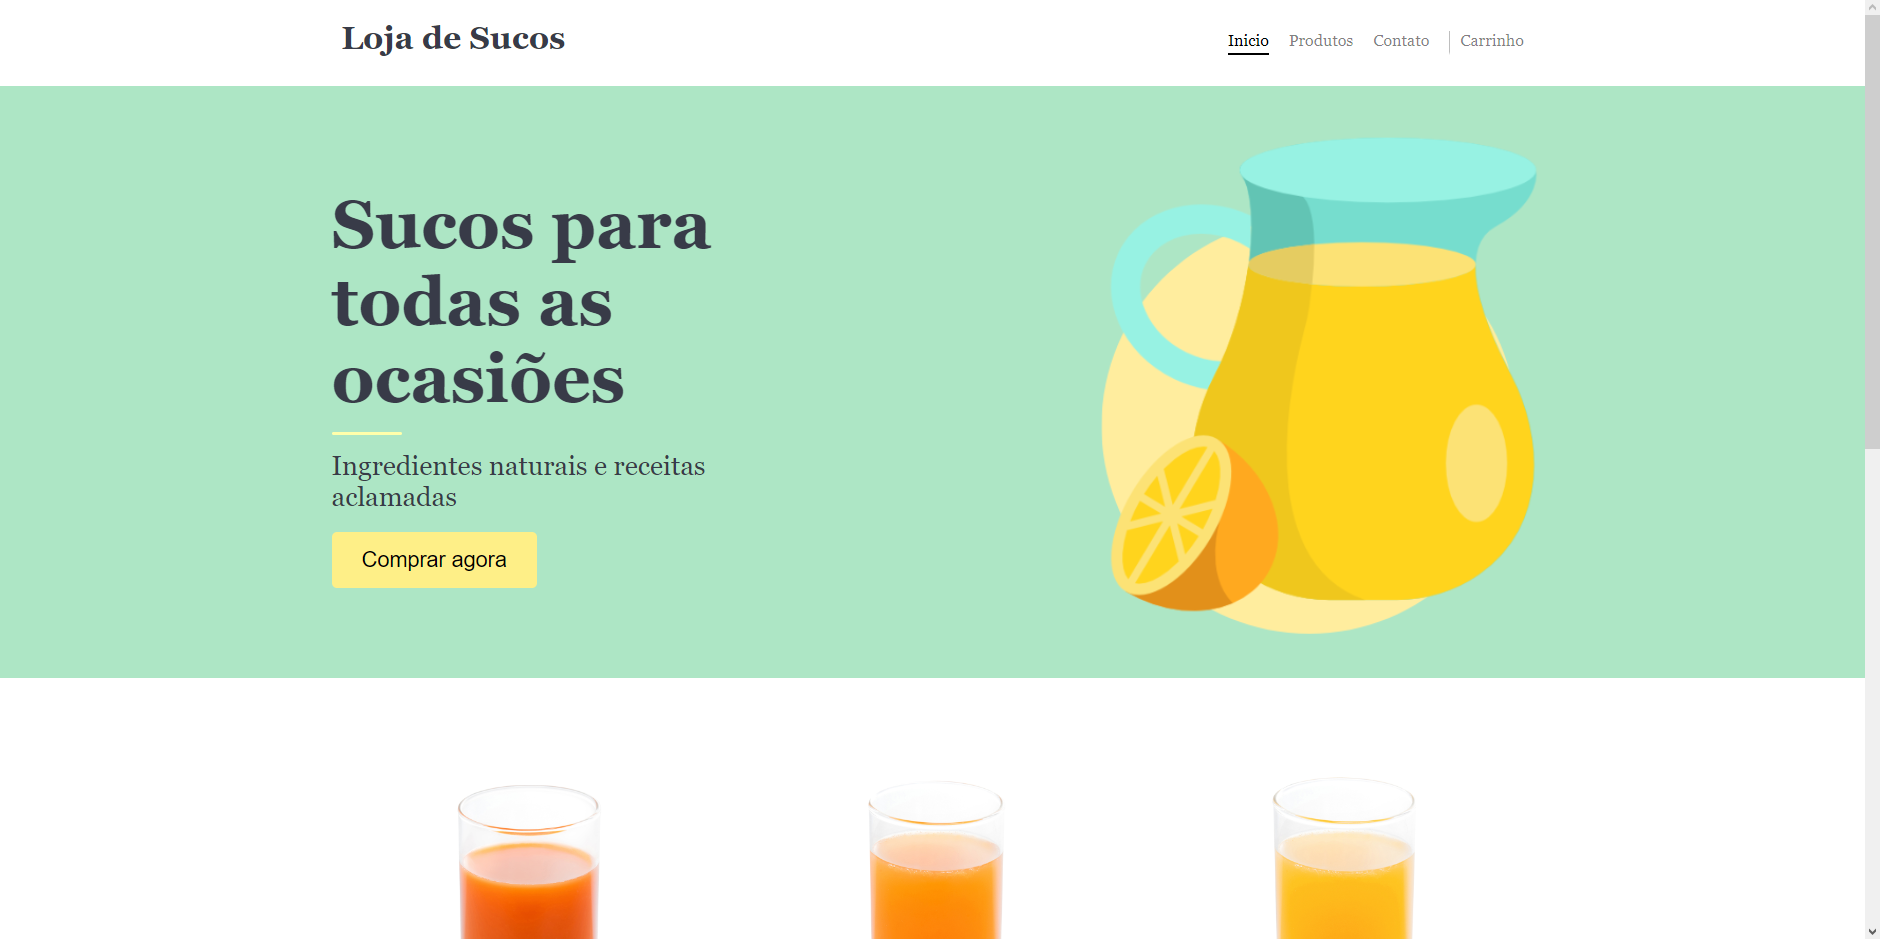 Loja de Sucos
Inicio Produtos Contato Carrinho
Sucos para
todas as
ocasiões
Ingredientes naturais e receitas
aclamadas
Comprar agora